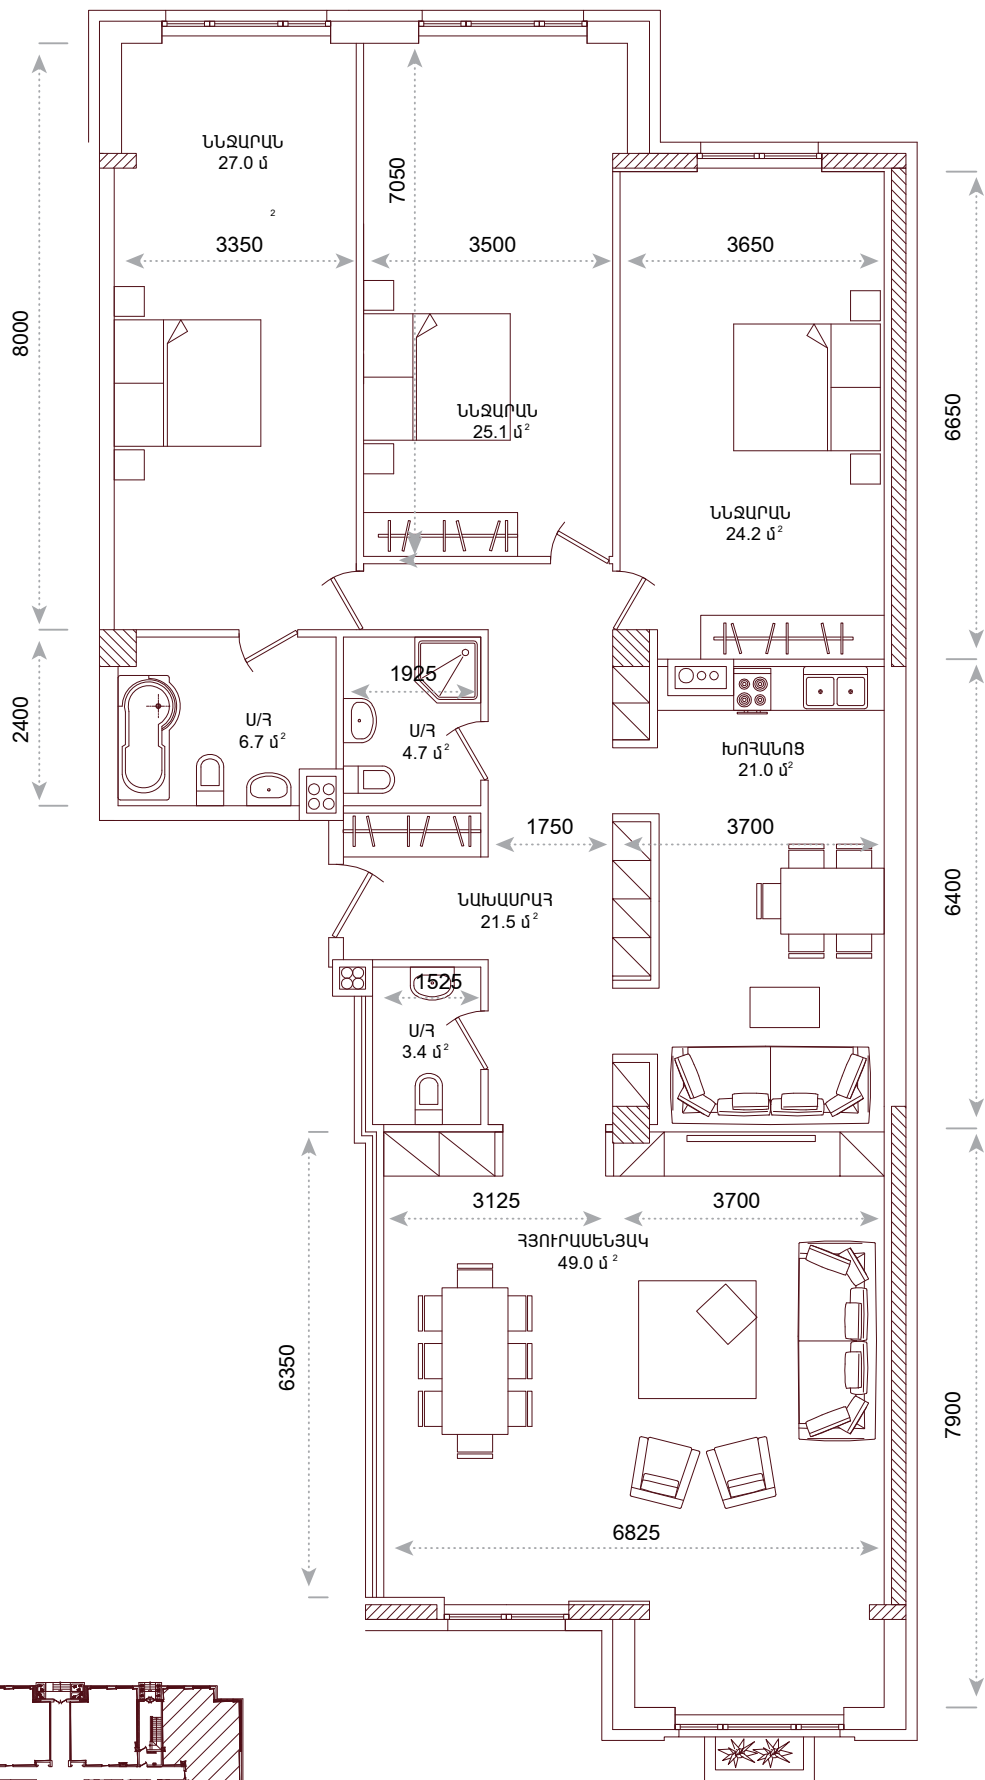 ՆՆՋԱՐԱՆ
27.0 մ
2
7050
3350
3500
3650
8000
ՆՆՋԱՐԱՆ
25.1 մ²
6650
ՆՆՋԱՐԱՆ
24.2 մ²
2400
1925
Ս/Հ
6.7 մ²
Ս/Հ
4.7 մ²
ԽՈՀԱՆՈՑ
21.0 մ²
1750
3700
6400
ՆԱԽԱՍՐԱՀ
21.5 մ²
1525
Ս/Հ
3.4 մ²
3125
3700
ՀՅՈՒՐԱՍԵՆՅԱԿ
49.0 մ²
6350
7900
6825